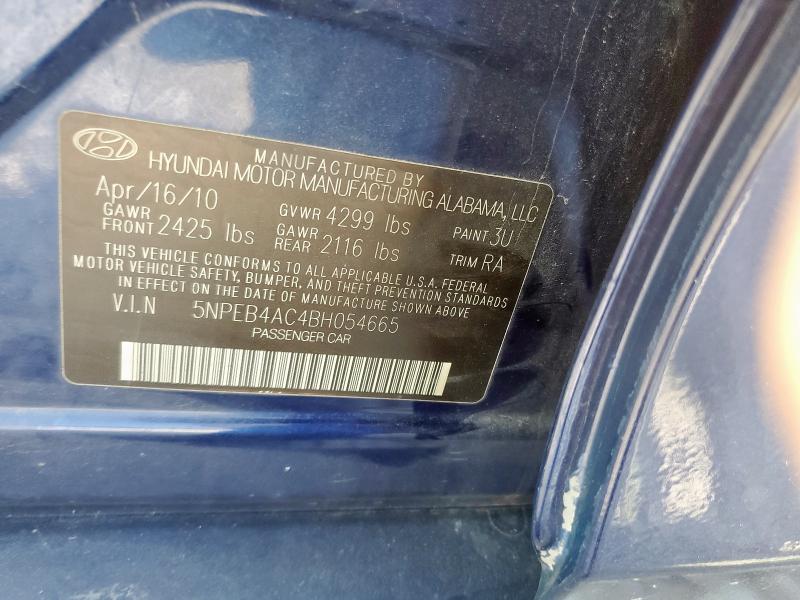 MANUFACTURED BY
HYUNDAI MOTOR MANUFACTURING ALABAMA, LLC
Apr/16/10 GVWR 4299 lbs PAINT 3U
GAWR FRONT 2425 lbs GAWR REAR 2116 lbs TRIM RA
THIS VEHICLE CONFORMS TO ALL APPLICABLE U.S.A. FEDERAL
MOTOR VEHICLE SAFETY, BUMPER, AND THEFT PREVENTION STANDARDS
IN EFFECT ON THE DATE OF MANUFACTURE SHOWN ABOVE
V.I.N 5NPEB4AC4BH054665
PASSENGER CAR